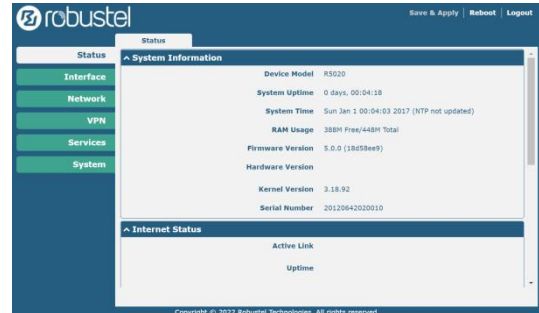 robustel
Save & Apply | Reboot | Logout
Status
Status
Interface
Network
VPN
Services
System
System Information
Device Model R5020
System Uptime 0 days, 00:04:18
System Time Sun Jan 1 00:04:03 2017 (NTP not updated)
RAM Usage 388M Free/448M Total
Firmware Version 5.0.0 (18d58ee9)
Hardware Version
Kernel Version 3.18.92
Serial Number 20120642020010
Internet Status
Active Link
Uptime
Copyright © 2022 Robustel Technologies. All rights reserved.